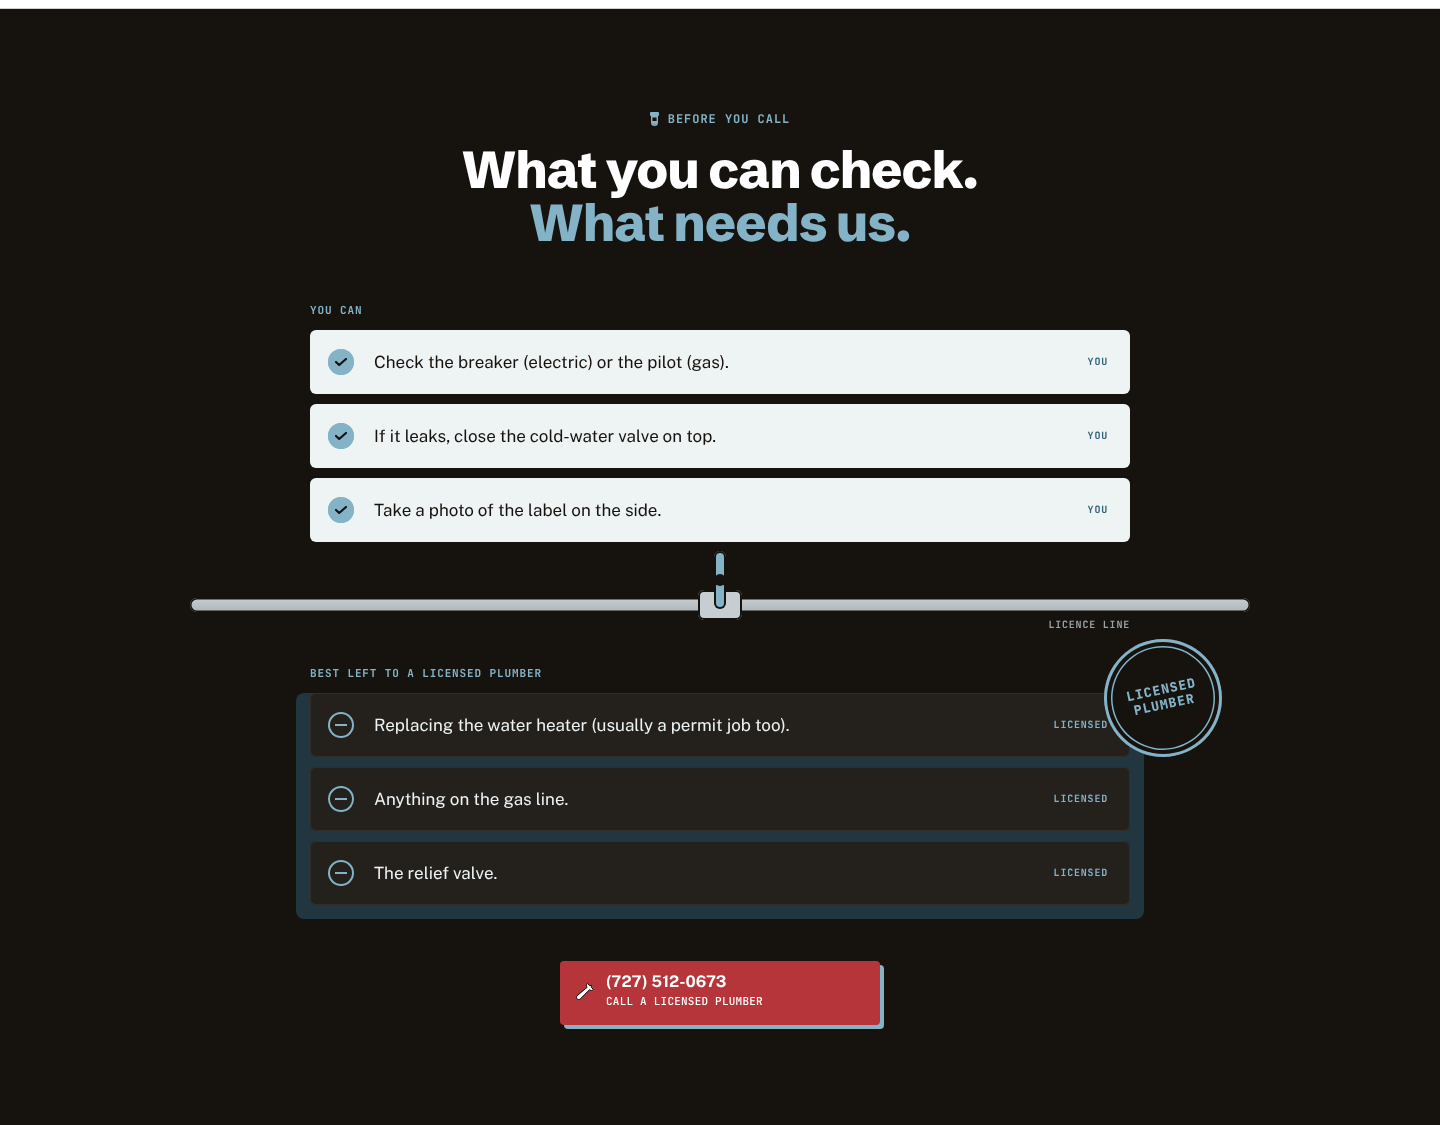 BEFORE YOU CALL
What you can check.
What needs us.
YOU CAN
Check the breaker (electric) or the pilot (gas). YOU
If it leaks, close the cold-water valve on top. YOU
Take a photo of the label on the side. YOU
LICENCE LINE
BEST LEFT TO A LICENSED PLUMBER
LICENSED
PLUMBER
Replacing the water heater (usually a permit job too). LICENSED
Anything on the gas line. LICENSED
The relief valve. LICENSED
(727) 512-0673
CALL A LICENSED PLUMBER